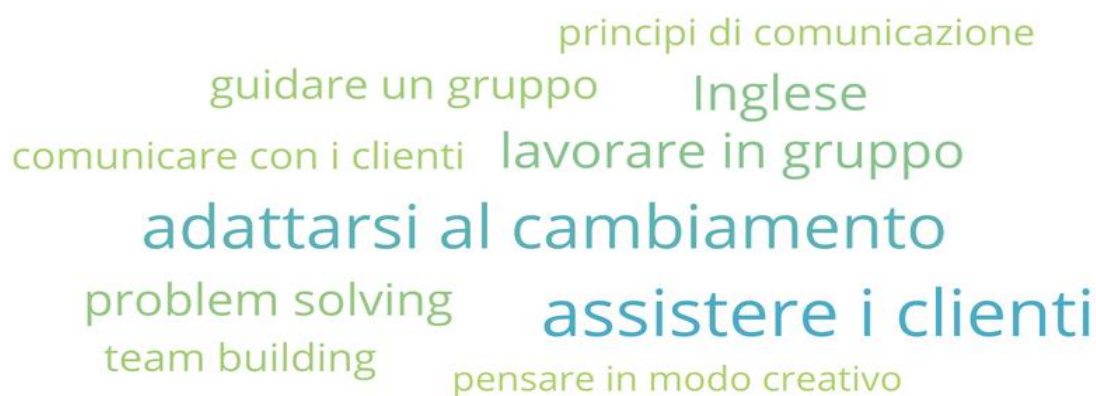 principi di comunicazione
guidare un gruppo
Inglese
comunicare con i clienti
lavorare in gruppo
adattarsi al cambiamento
problem solving
assistere i clienti
team building
pensare in modo creativo